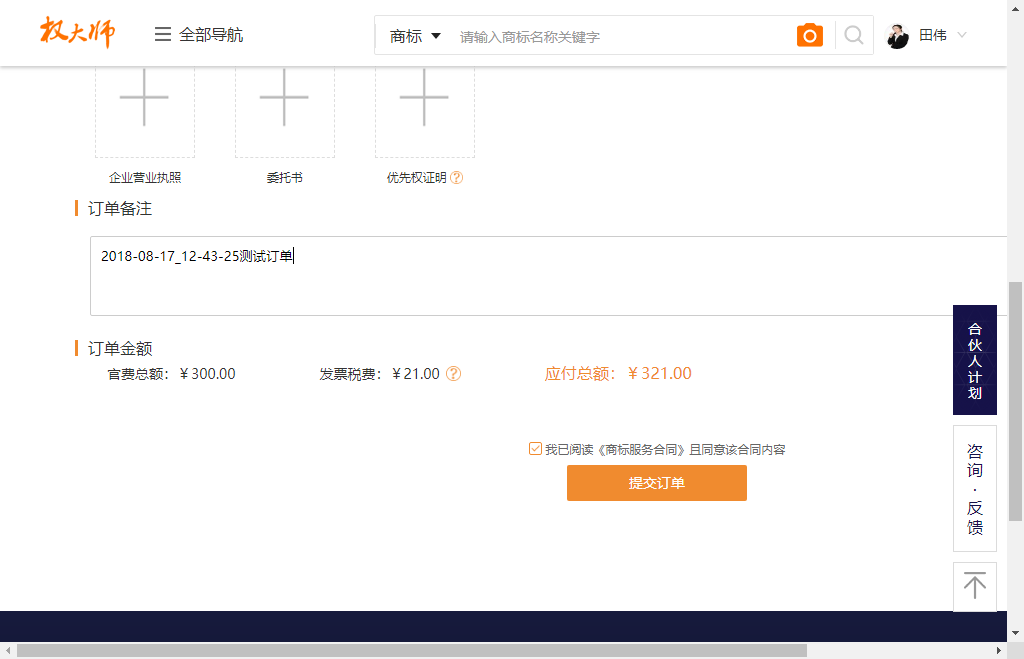 权大师
全部导航
商标
请输入商标名称关键字
田伟
企业营业执照
委托书
优先权证明 ?
订单备注
2018-08-17_12-43-25测试订单
订单金额
官费总额：￥300.00
发票税费：￥21.00 ?
应付总额：￥321.00
我已阅读《商标服务合同》且同意该合同内容
提交订单
合伙人计划
咨询·反馈